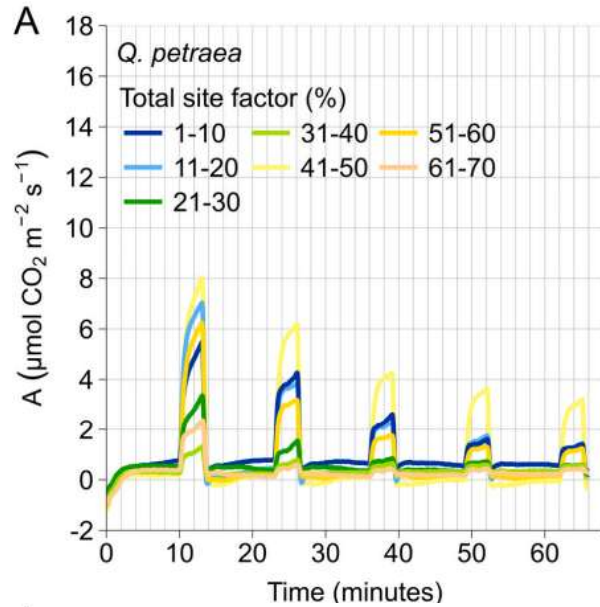 A
Q. petraea
Total site factor (%)
1-10 31-40 51-60
11-20 41-50 61-70
21-30
18
16
14
12
10
8
6
4
2
0
-2
A (μmol CO₂ m⁻² s⁻¹)
0 10 20 30 40 50 60
Time (minutes)